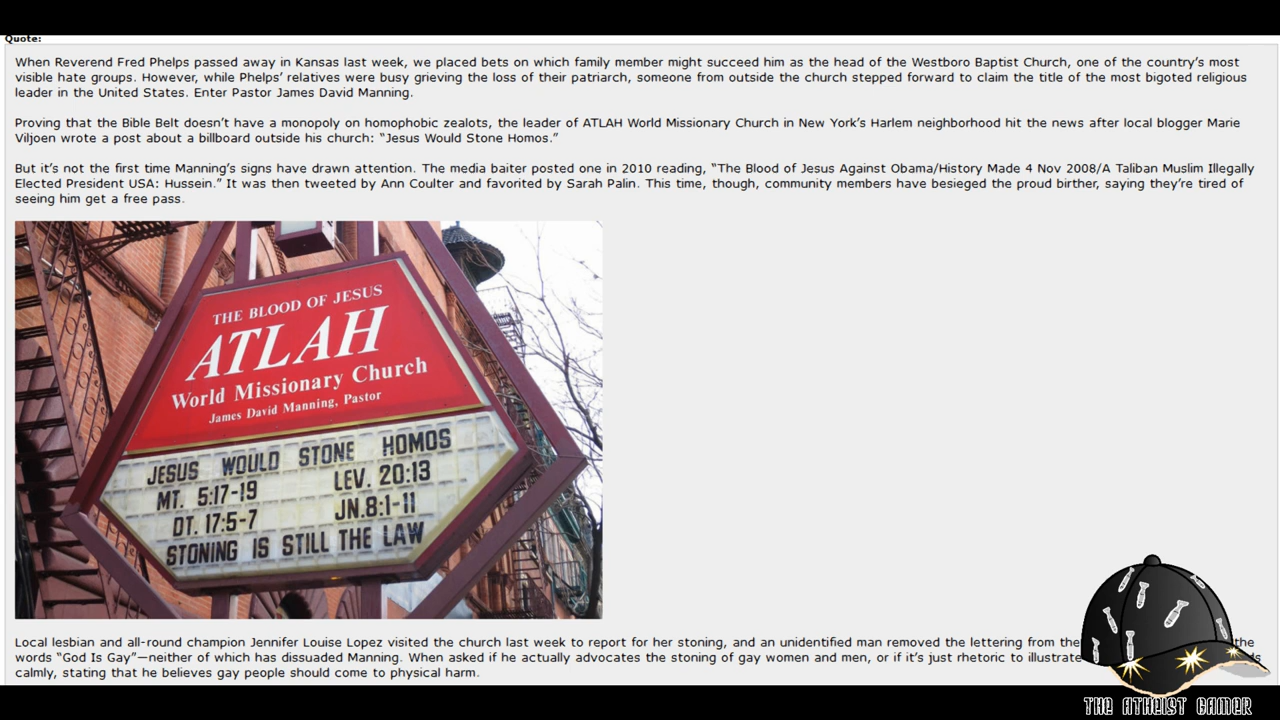 Quote:
When Reverend Fred Phelps passed away in Kansas last week, we placed bets on which family member might succeed him as the head of the Westboro Baptist Church, one of the country’s most
visible hate groups. However, while Phelps’ relatives were busy grieving the loss of their patriarch, someone from outside the church stepped forward to claim the title of the most bigoted religious
leader in the United States. Enter Pastor James David Manning.
Proving that the Bible Belt doesn’t have a monopoly on homophobic zealots, the leader of ATLAH World Missionary Church in New York’s Harlem neighborhood hit the news after local blogger Marie
Viljoen wrote a post about a billboard outside his church: “Jesus Would Stone Homos.”
But it’s not the first time Manning’s signs have drawn attention. The media baiter posted one in 2010 reading, “The Blood of Jesus Against Obama/History Made 4 Nov 2008/A Taliban Muslim Illegally
Elected President USA: Hussein.” It was then tweeted by Ann Coulter and favorited by Sarah Palin. This time, though, community members have besieged the proud birther, saying they’re tired of
seeing him get a free pass.
THE BLOOD OF JESUS
ATLAH
World Missionary Church
James David Manning, Pastor
JESUS WOULD STONE HOMOS
MT. 5:17-19 LEV. 20:13
DT. 17:5-7 JN.8:1-11
STONING IS STILL THE LAW
Local lesbian and all-round champion Jennifer Louise Lopez visited the church last week to report for her stoning, and an unidentified man removed the lettering from the the
words “God Is Gay”—neither of which has dissuaded Manning. When asked if he actually advocates the stoning of gay women and men, or if it’s just rhetoric to illustrate
calmly, stating that he believes gay people should come to physical harm.
THE ATHEIST GAMER